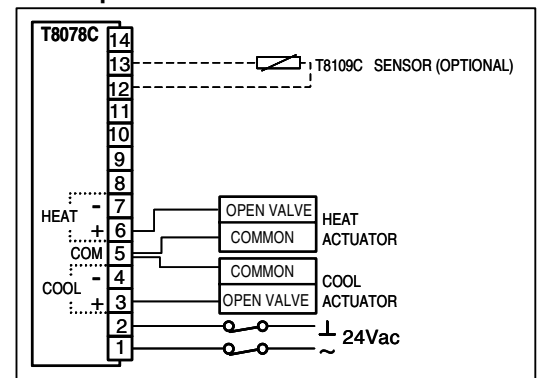 T8078C
14
13
T8109C SENSOR (OPTIONAL)
12
11
10
9
8
- 7
HEAT
+ 6
COM 5
- 4
COOL
+ 3
2
1
OPEN VALVE
COMMON
HEAT
ACTUATOR
COMMON
OPEN VALVE
COOL
ACTUATOR
⊥ 24Vac
~